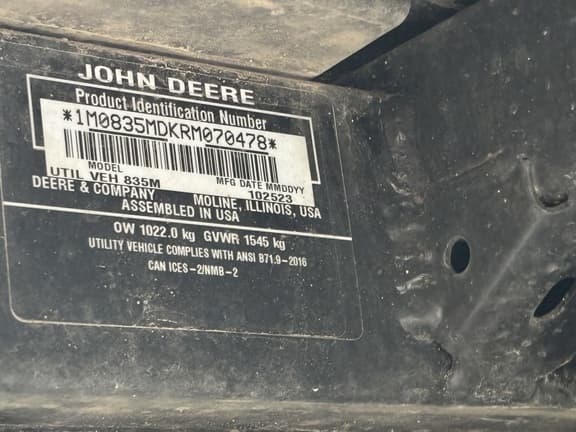 JOHN DEERE
Product Identification Number
*1M0835MDKRM070478*
MODEL MFG DATE MMDDYY
UTIL VEH 835M 102523
DEERE & COMPANY MOLINE, ILLINOIS, USA
ASSEMBLED IN USA
OW 1022.0 kg GVWR 1545 kg
UTILITY VEHICLE COMPLIES WITH ANSI B71.9-2016
CAN ICES-2/NMB-2